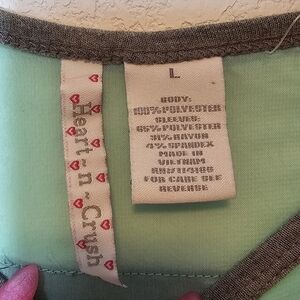 Heart ~ n ~ Crush
L
BODY:
100% POLYESTER
SLEEVES:
65% POLYESTER
31% RAYON
4% SPANDEX
MADE IN
VIETNAM
RN#114186
FOR CARE SEE
REVERSE